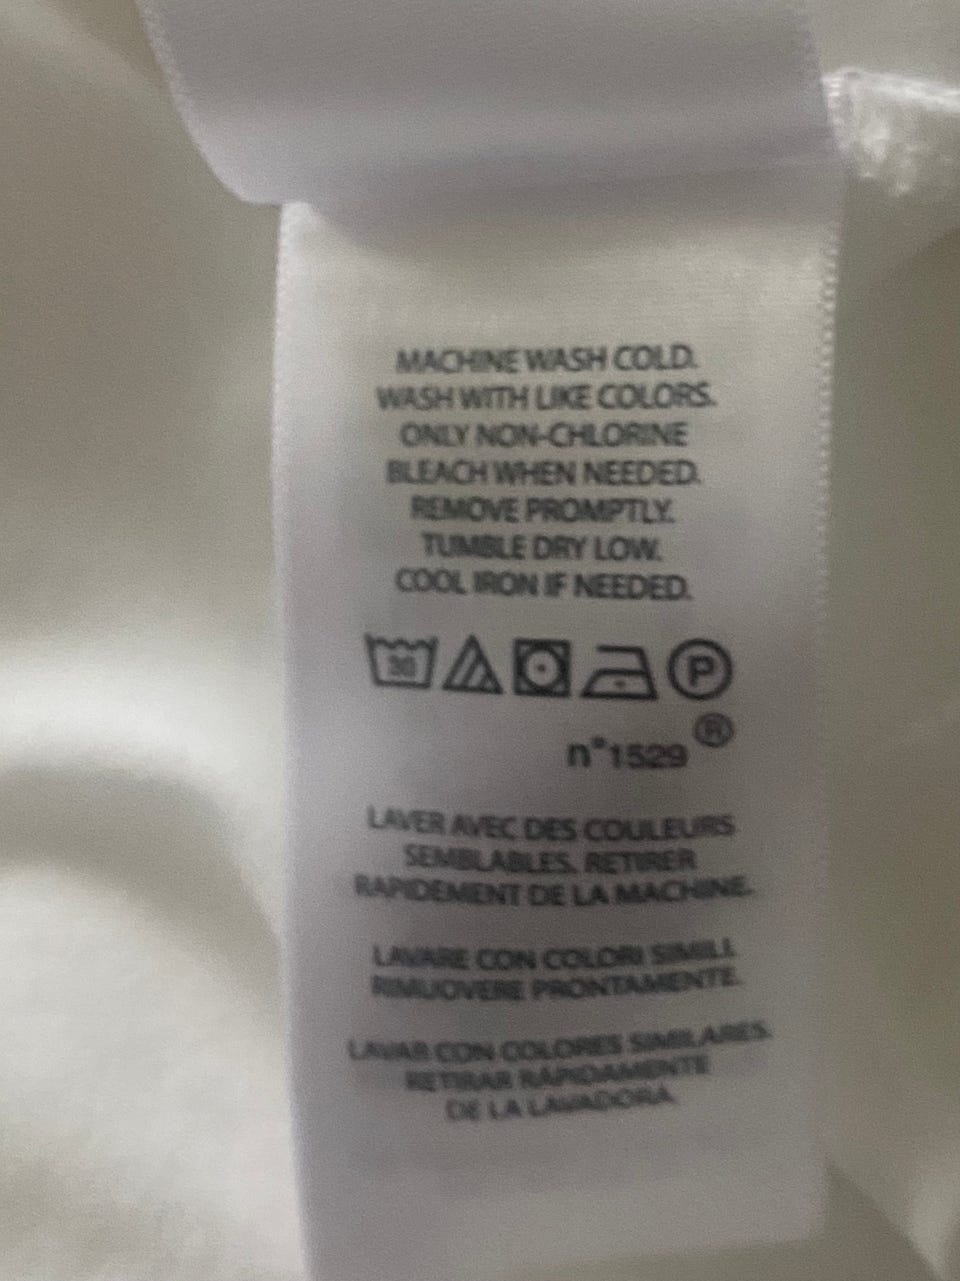 MACHINE WASH COLD.
WASH WITH LIKE COLORS.
ONLY NON-CHLORINE
BLEACH WHEN NEEDED.
REMOVE PROMPTLY.
TUMBLE DRY LOW.
COOL IRON IF NEEDED.
30 P
n°1529 ®
LAVER AVEC DES COULEURS
SEMBLABLES. RETIRER
RAPIDEMENT DE LA MACHINE.
LAVARE CON COLORI SIMILI.
RIMUOVERE PRONTAMENTE.
LAVAR CON COLORES SIMILARES.
RETIRAR RÁPIDAMENTE
DE LA LAVADORA